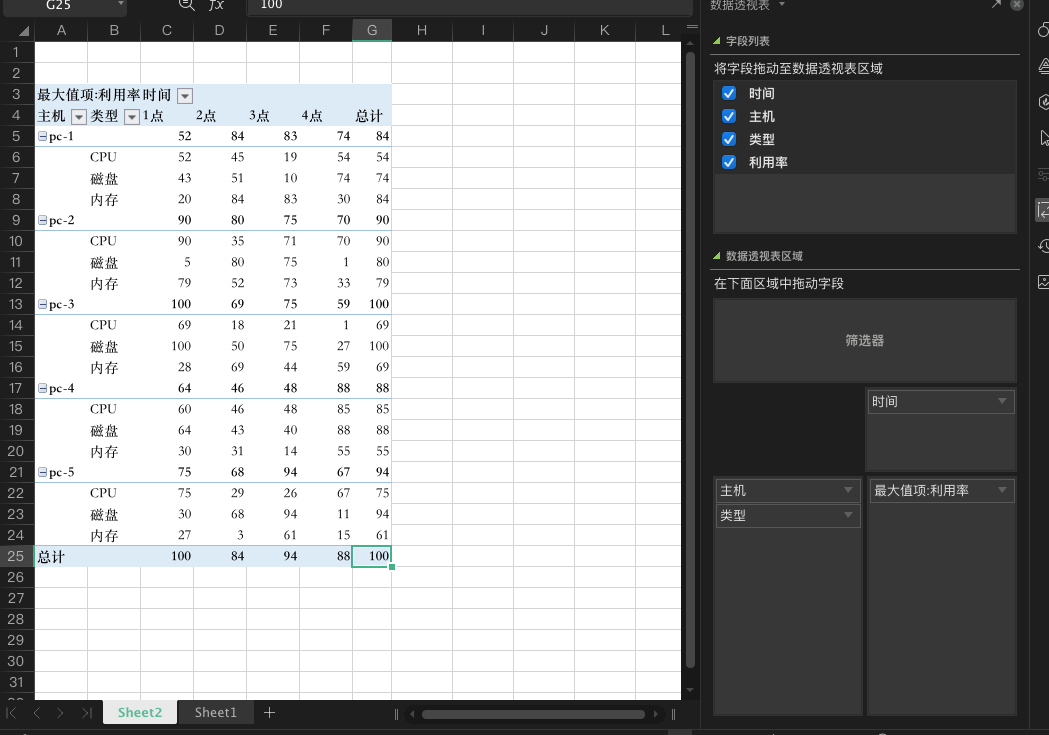 G25 fx 100
数据透视表
A B C D E F G H I J K L
字段列表
将字段拖动至数据透视表区域
时间
主机
类型
利用率
1
2
3 最大值项:利用率 时间
4 主机 类型 1点 2点 3点 4点 总计
5 pc-1 52 84 83 74 84
6 CPU 52 45 19 54 54
7 磁盘 43 51 10 74 74
8 内存 20 84 83 30 84
9 pc-2 90 80 75 70 90
10 CPU 90 35 71 70 90
11 磁盘 5 80 75 1 80
12 内存 79 52 73 33 79
13 pc-3 100 69 75 59 100
14 CPU 69 18 21 1 69
15 磁盘 100 50 75 27 100
16 内存 28 69 44 59 69
17 pc-4 64 46 48 88 88
18 CPU 60 46 48 85 85
19 磁盘 64 43 40 88 88
20 内存 30 31 14 55 55
21 pc-5 75 68 94 67 94
22 CPU 75 29 26 67 75
23 磁盘 30 68 94 11 94
24 内存 27 3 61 15 61
25 总计 100 84 94 88 100
26
27
28
29
30
31
数据透视表区域
在下面区域中拖动字段
筛选器
时间
主机
类型
最大值项:利用率
Sheet2 Sheet1